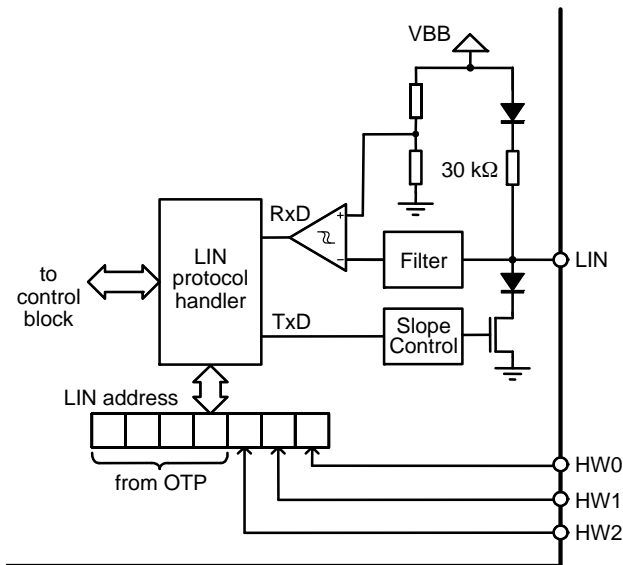 VBB
30 kΩ
RxD
+
−
LIN
protocol
handler
Filter
LIN
to
control
block
TxD
Slope
Control
LIN address
from OTP
HW0
HW1
HW2